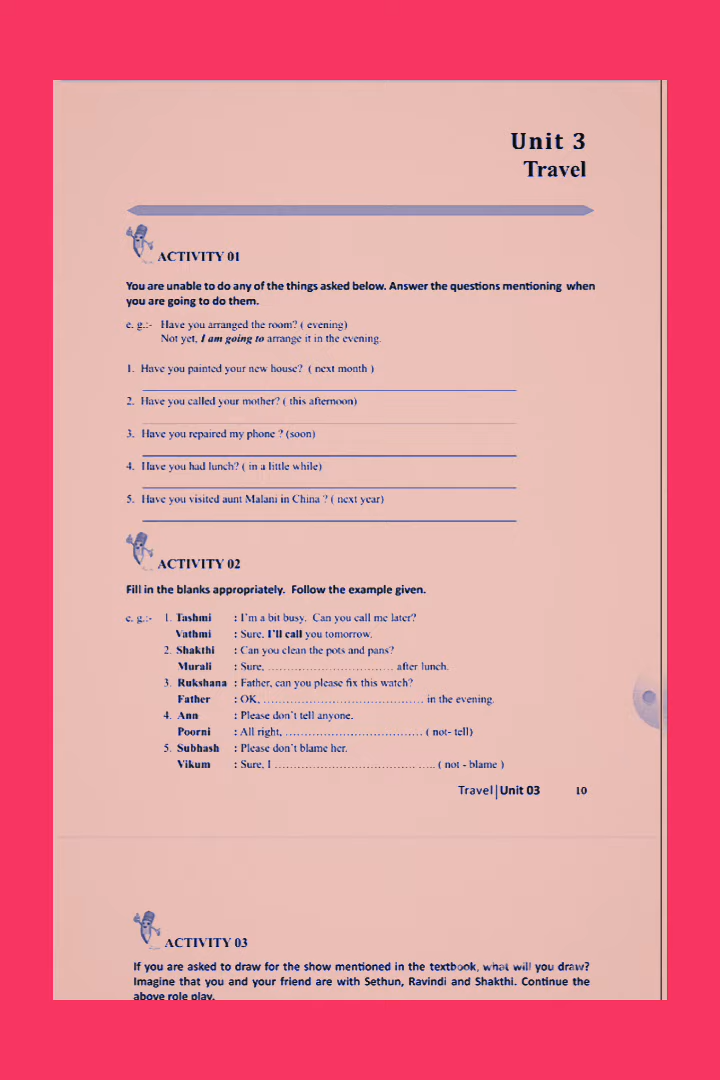 Unit 3
Travel
ACTIVITY 01
You are unable to do any of the things asked below. Answer the questions mentioning when
you are going to do them.
e. g.:- Have you arranged the room? ( evening)
Not yet, I am going to arrange it in the evening.
1. Have you painted your new house? ( next month )
2. Have you called your mother? ( this afternoon)
3. Have you repaired my phone ? (soon)
4. Have you had lunch? ( in a little while)
5. Have you visited aunt Malani in China ? ( next year)
ACTIVITY 02
Fill in the blanks appropriately. Follow the example given.
e. g.:- 1. Tashmi : I'm a bit busy. Can you call me later?
Vathmi : Sure. I'll call you tomorrow.
2. Shakthi : Can you clean the pots and pans?
Murali : Sure, ................................ after lunch.
3. Rukshana : Father, can you please fix this watch?
Father : OK, ......................................... in the evening.
4. Ann : Please don't tell anyone.
Poorni : All right, ................................... ( not- tell)
5. Subhash : Please don't blame her.
Vikum : Sure, I .................................... ..... ( not - blame )
Travel|Unit 03 10
ACTIVITY 03
If you are asked to draw for the show mentioned in the textbook, what will you draw?
Imagine that you and your friend are with Sethun, Ravindi and Shakthi. Continue the
above role play.